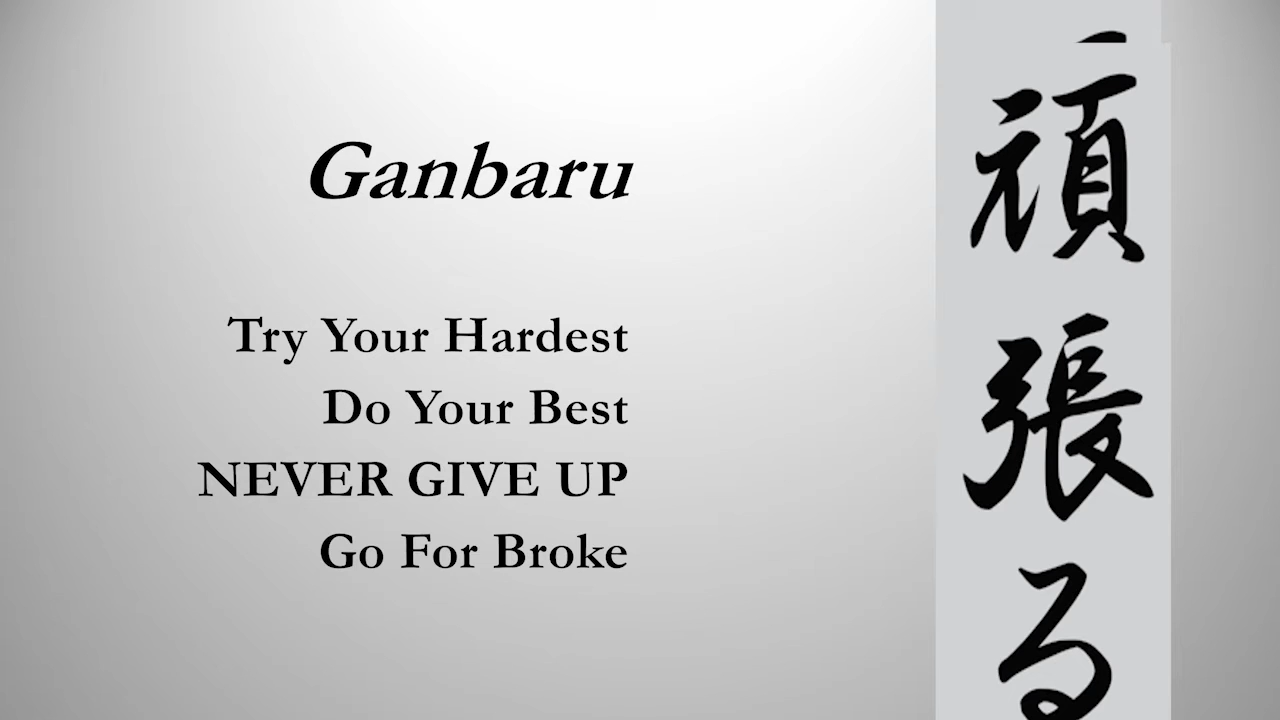 Ganbaru
Try Your Hardest
Do Your Best
NEVER GIVE UP
Go For Broke
頑張る